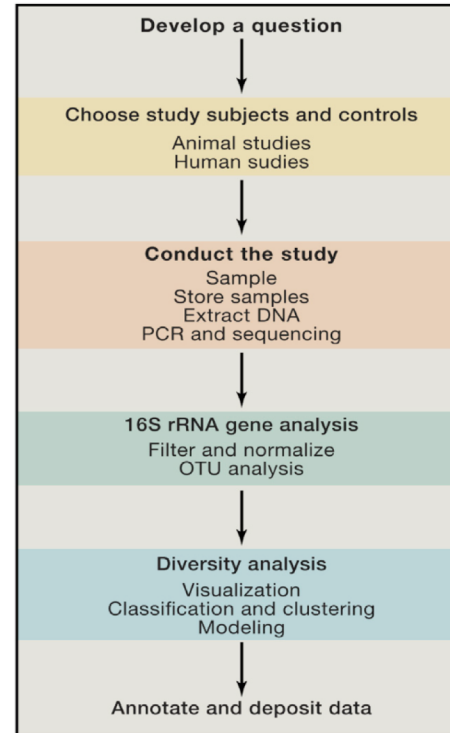 Develop a question
Choose study subjects and controls
Animal studies
Human sudies
Conduct the study
Sample
Store samples
Extract DNA
PCR and sequencing
16S rRNA gene analysis
Filter and normalize
OTU analysis
Diversity analysis
Visualization
Classification and clustering
Modeling
Annotate and deposit data